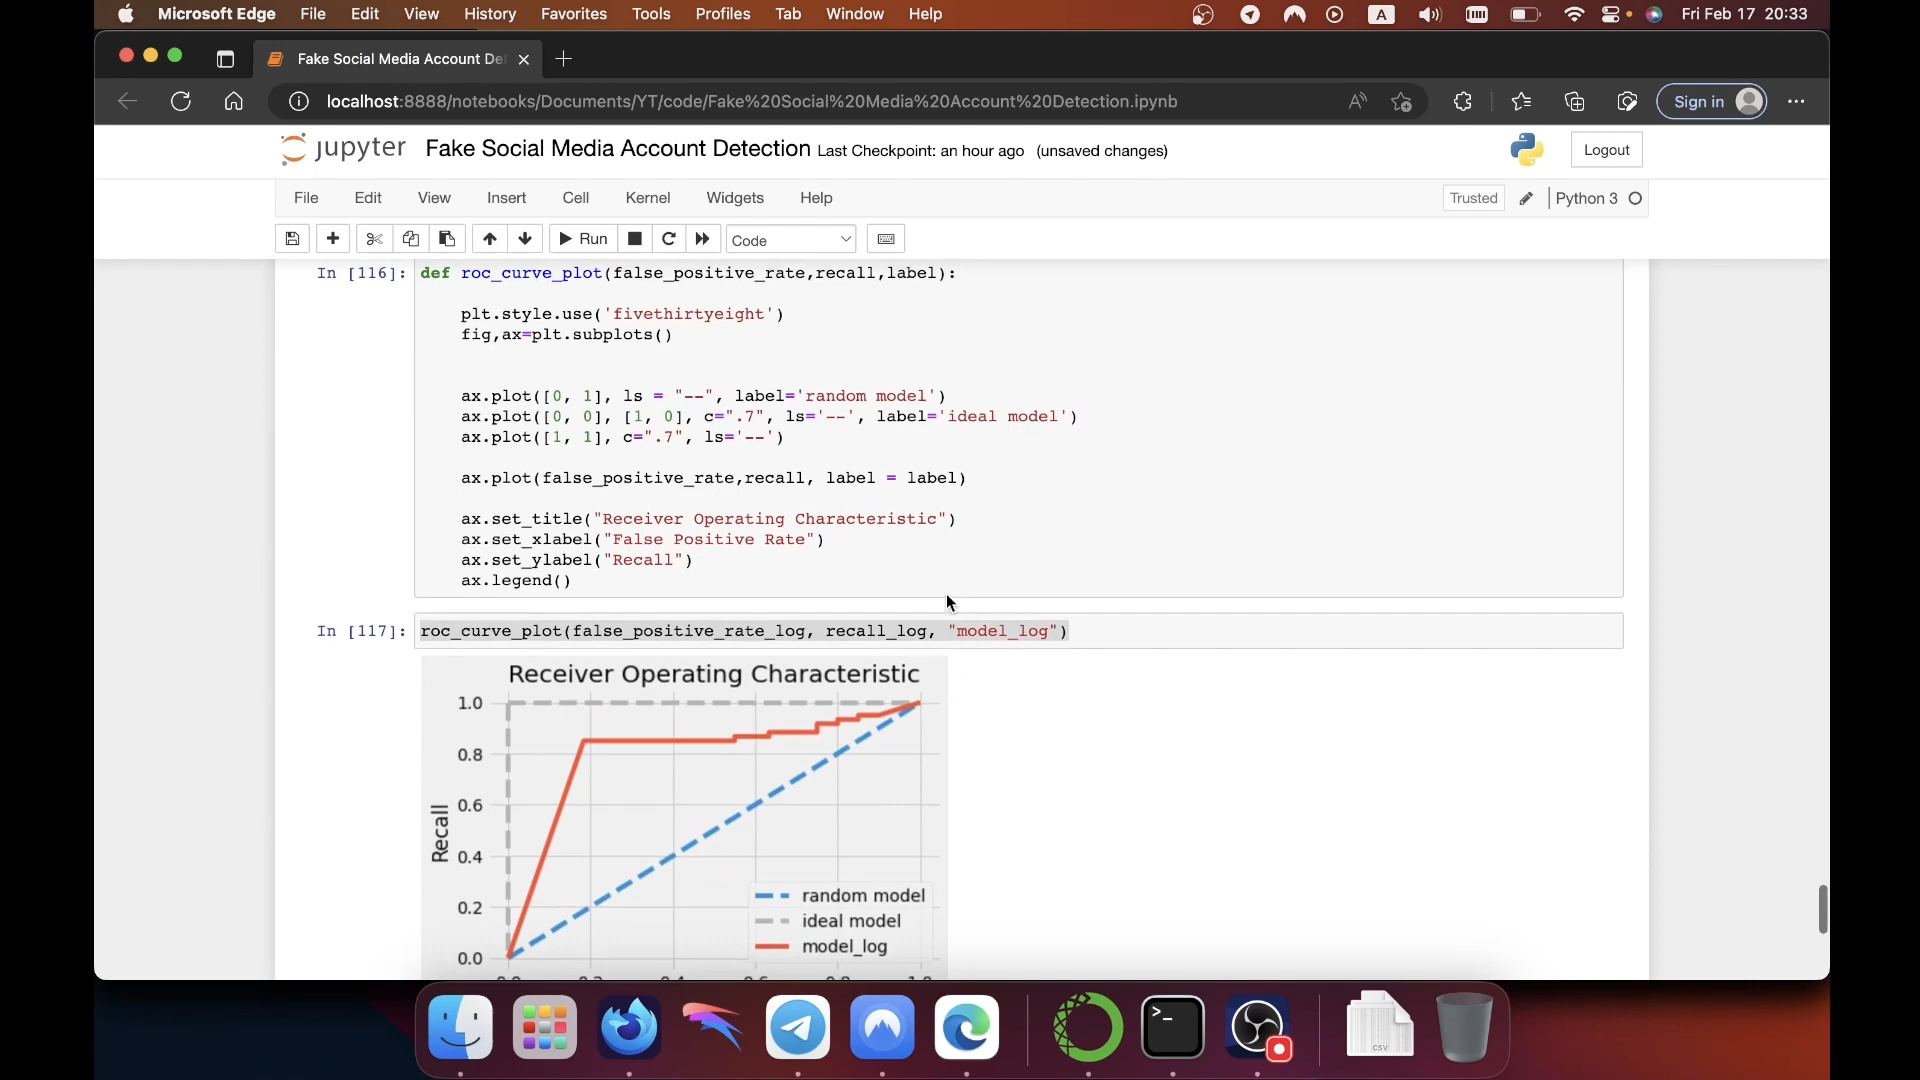 Microsoft Edge File Edit View History Favorites Tools Profiles Tab Window Help A Fri Feb 17 20:33
Fake Social Media Account De
localhost:8888/notebooks/Documents/YT/code/Fake%20Social%20Media%20Account%20Detection.ipynb Sign in
jupyter Fake Social Media Account Detection Last Checkpoint: an hour ago (unsaved changes) Logout
File Edit View Insert Cell Kernel Widgets Help Trusted Python 3
Run Code
In [116]: def roc_curve_plot(false_positive_rate,recall,label):
plt.style.use('fivethirtyeight')
fig,ax=plt.subplots()
ax.plot([0, 1], ls = "--", label='random model')
ax.plot([0, 0], [1, 0], c=".7", ls='--', label='ideal model')
ax.plot([1, 1], c=".7", ls='--')
ax.plot(false_positive_rate,recall, label = label)
ax.set_title("Receiver Operating Characteristic")
ax.set_xlabel("False Positive Rate")
ax.set_ylabel("Recall")
ax.legend()
In [117]: roc_curve_plot(false_positive_rate_log, recall_log, "model_log")
Receiver Operating Characteristic
1.0
0.8
0.6
Recall
0.4
0.2
0.0
random model
ideal model
model_log
CSV